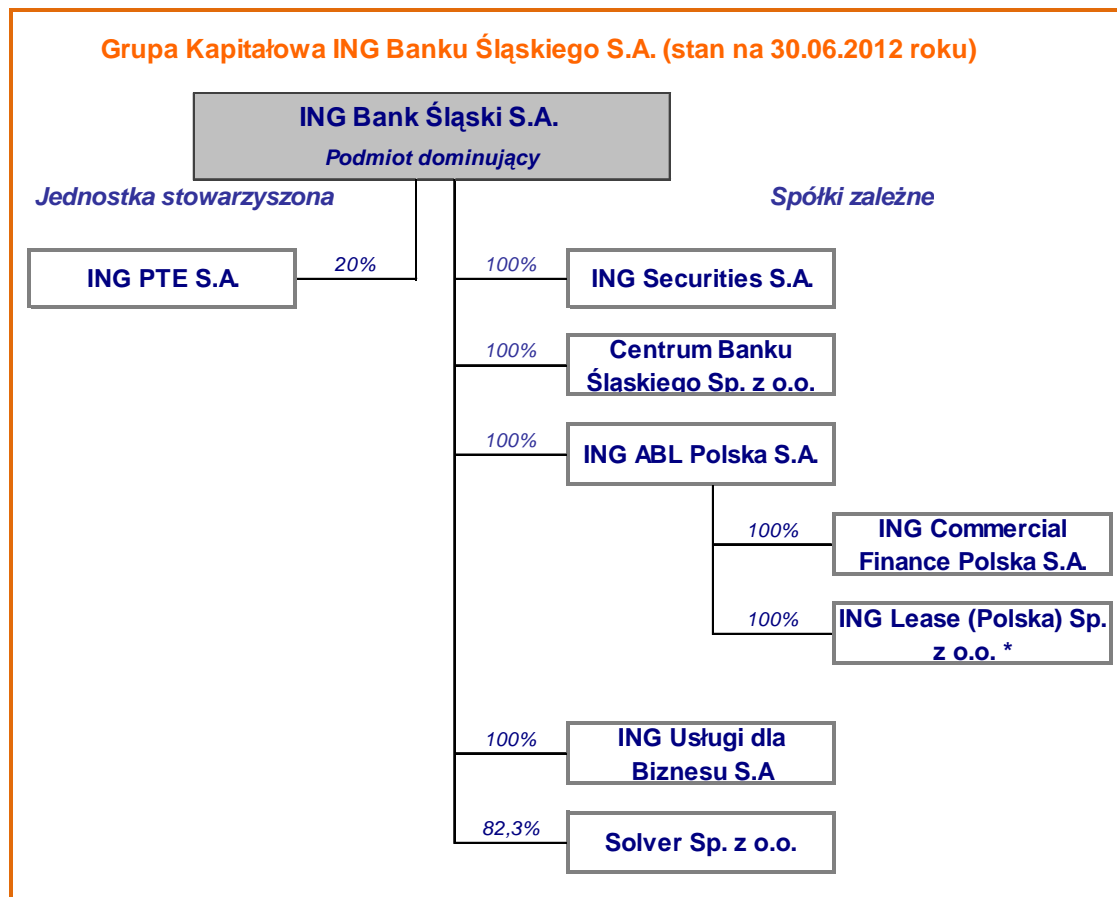 Grupa Kapitałowa ING Banku Śląskiego S.A. (stan na 30.06.2012 roku)
ING Bank Śląski S.A.
Podmiot dominujący
Jednostka stowarzyszona
Spółki zależne
ING PTE S.A.
20%
100%
ING Securities S.A.
100%
Centrum Banku
Śląskiego Sp. z o.o.
100%
ING ABL Polska S.A.
100%
ING Commercial
Finance Polska S.A.
100%
ING Lease (Polska) Sp.
z o.o. *
100%
ING Usługi dla
Biznesu S.A
82,3%
Solver Sp. z o.o.